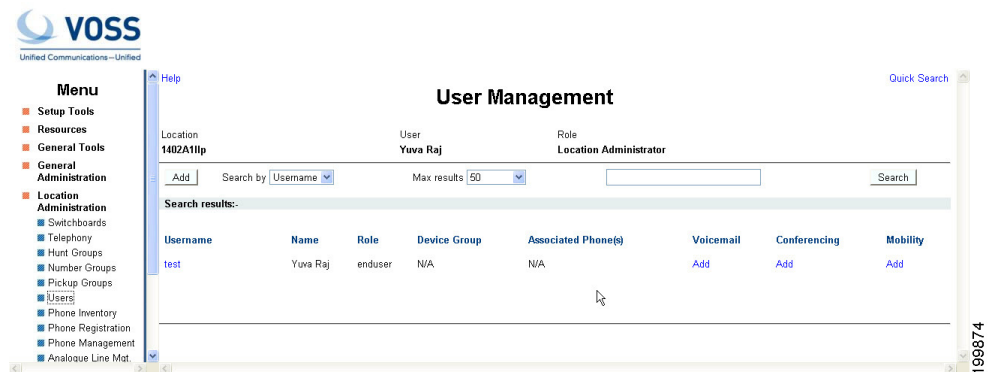 VOSS
Unified Communications—Unified
Menu
Setup Tools
Resources
General Tools
General
Administration
Location
Administration
Switchboards
Telephony
Hunt Groups
Number Groups
Pickup Groups
Users
Phone Inventory
Phone Registration
Phone Management
Analogue Line Mgt.
Help Quick Search
User Management
Location User Role
1402A1llp Yuva Raj Location Administrator
Add Search by Username Max results 50 Search
Search results:-
Username Name Role Device Group Associated Phone(s) Voicemail Conferencing Mobility
test Yuva Raj enduser N/A N/A Add Add Add
199874